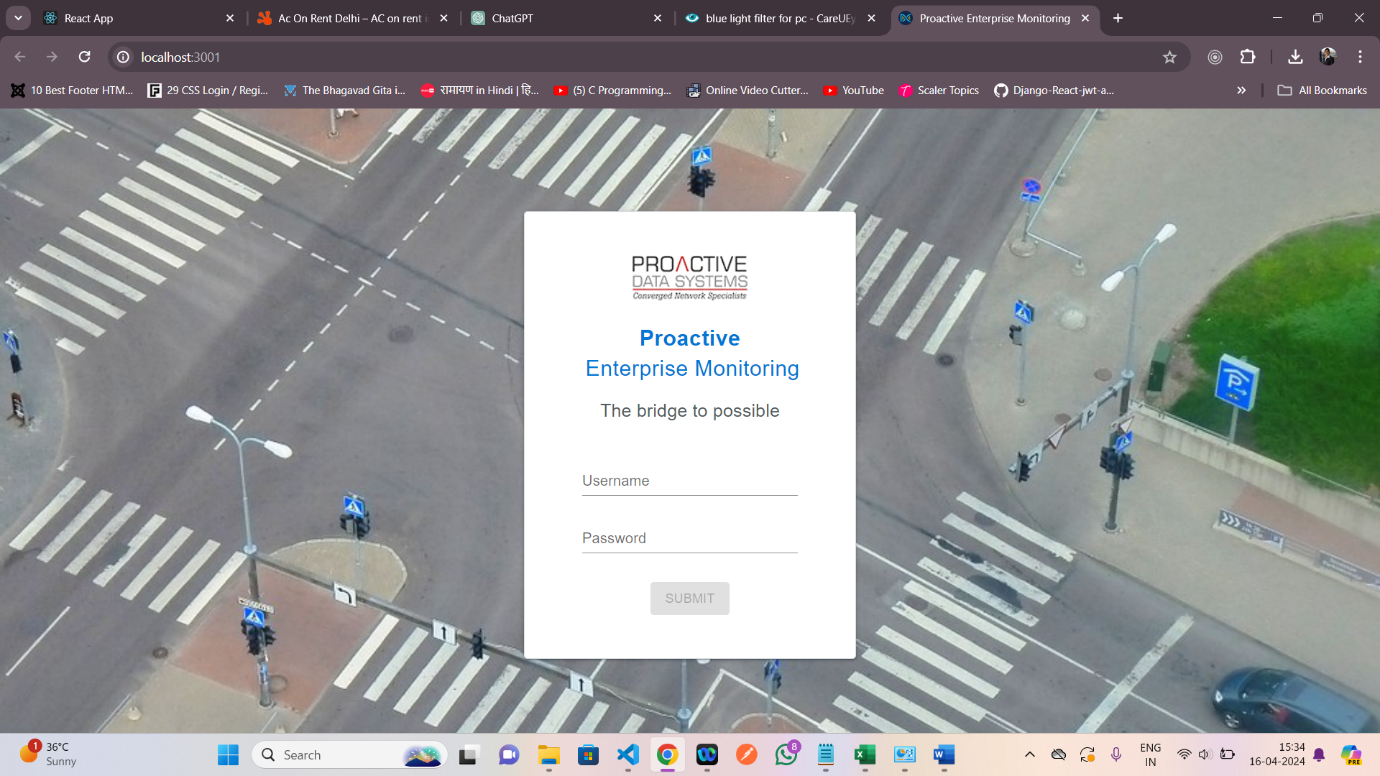 React App
Ac On Rent Delhi – AC on rent i
ChatGPT
blue light filter for pc - CareUEy
Proactive Enterprise Monitoring
localhost:3001
10 Best Footer HTM...
29 CSS Login / Regi...
The Bhagavad Gita i...
रामायण in Hindi | हि...
(5) C Programming...
Online Video Cutter...
YouTube
Scaler Topics
Django-React-jwt-a...
»
All Bookmarks
PROACTIVE
DATA SYSTEMS
Converged Network Specialists
Proactive
Enterprise Monitoring
The bridge to possible
Username
Password
SUBMIT
P
1
36°C
Sunny
Search
8
ENG
IN
15:34
16-04-2024
PRE